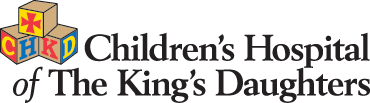 CHKD
Children's Hospital
of The King's Daughters